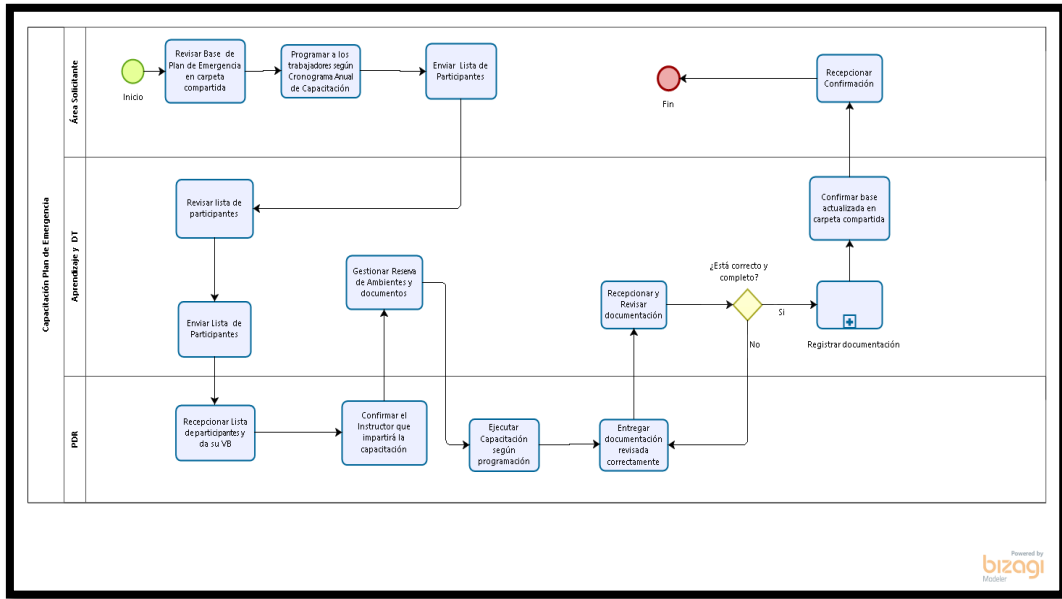 Capacitación Plan de Emergencia
Área Solicitante
Inicio
Revisar Base de
Plan de Emergencia
en carpeta
compartida
Programar a los
trabajadores según
Cronograma Anual
de Capacitación
Enviar Lista de
Participantes
Fin
Recepcionar
Confirmación
Aprendizaje y DT
Revisar lista de
participantes
Enviar Lista de
Participantes
Gestionar Reserva
de Ambientes y
documentos
Recepcionar y
Revisar
documentación
¿Está correcto y
completo?
Si
No
Confirmar base
actualizada en
carpeta compartida
Registrar documentación
PDR
Recepcionar Lista
de participantes y
da su VB
Confirmar el
Instructor que
impartirá la
capacitación
Ejecutar
Capacitación
según
programación
Entregar
documentación
revisada
correctamente
Powered by
bizagi
Modeler